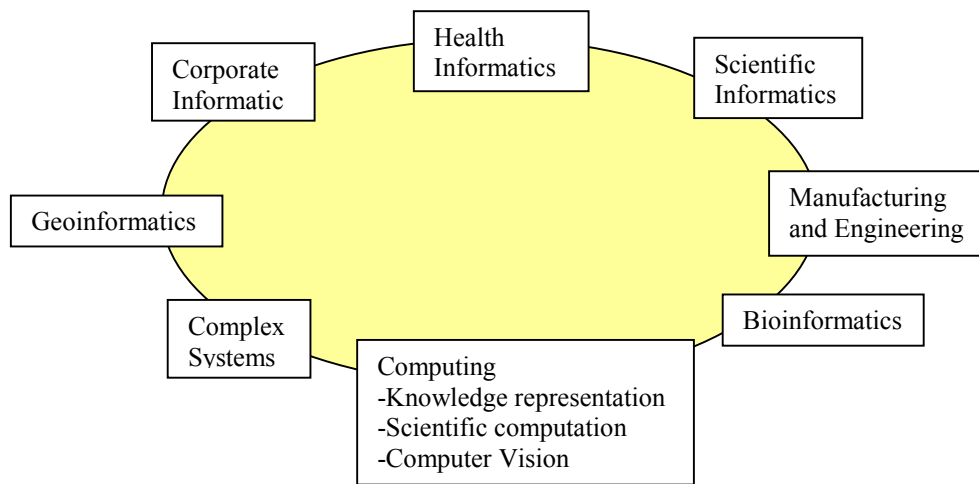 Health
Informatics
Corporate
Informatic
Scientific
Informatics
Geoinformatics
Manufacturing
and Engineering
Complex
Systems
Bioinformatics
Computing
-Knowledge representation
-Scientific computation
-Computer Vision